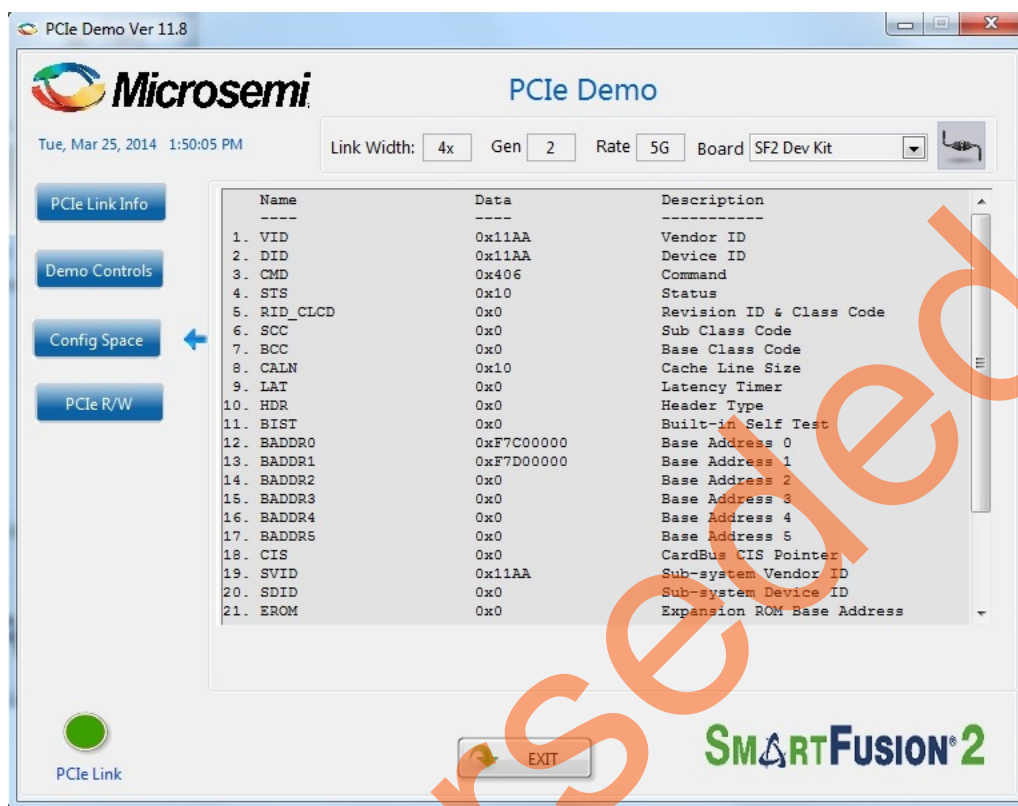 PCIe Demo Ver 11.8
Microsemi
PCIe Demo
Tue, Mar 25, 2014 1:50:05 PM
Link Width: 4x Gen 2 Rate 5G Board SF2 Dev Kit
PCIe Link Info
Demo Controls
Config Space
PCIe R/W
Name Data Description
---- ---- -----------
1. VID 0x11AA Vendor ID
2. DID 0x11AA Device ID
3. CMD 0x406 Command
4. STS 0x10 Status
5. RID_CLCD 0x0 Revision ID & Class Code
6. SCC 0x0 Sub Class Code
7. BCC 0x0 Base Class Code
8. CALN 0x10 Cache Line Size
9. LAT 0x0 Latency Timer
10. HDR 0x0 Header Type
11. BIST 0x0 Built-in Self Test
12. BADDR0 0xF7C00000 Base Address 0
13. BADDR1 0xF7D00000 Base Address 1
14. BADDR2 0x0 Base Address 2
15. BADDR3 0x0 Base Address 3
16. BADDR4 0x0 Base Address 4
17. BADDR5 0x0 Base Address 5
18. CIS 0x0 CardBus CIS Pointer
19. SVID 0x11AA Sub-system Vendor ID
20. SDID 0x0 Sub-system Device ID
21. EROM 0x0 Expansion ROM Base Address
PCIe Link
EXIT
SMARTFUSION®2
rseded